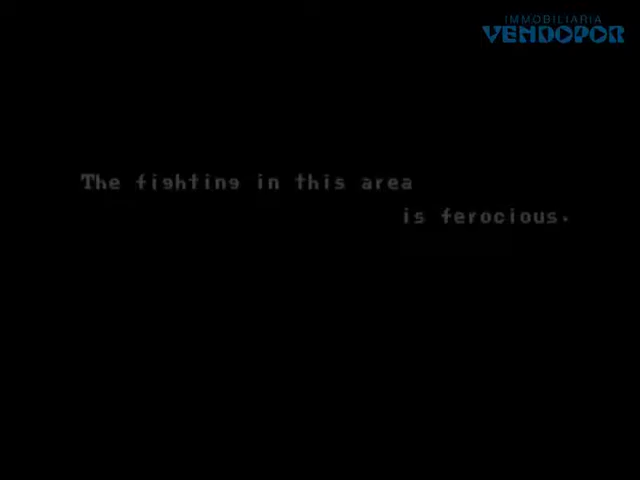 IMMOBILIARIA
VENDOPOR
The fighting in this area
is ferocious.